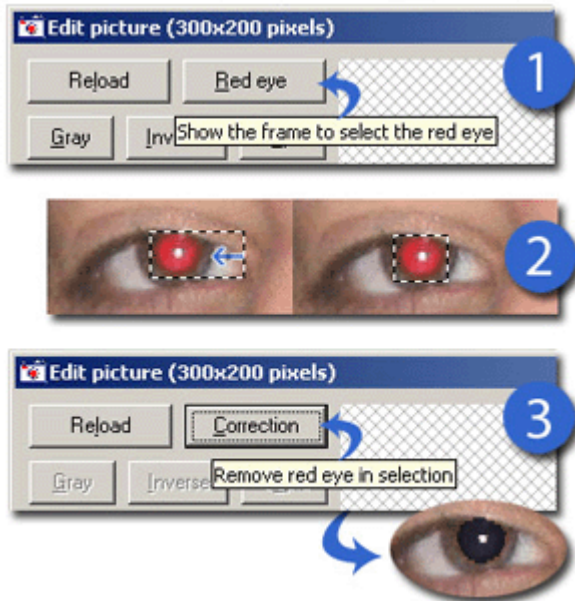 Edit picture (300x200 pixels)
1
Reload Red eye
Show the frame to select the red eye
Gray
2
Edit picture (300x200 pixels)
3
Reload Correction
Remove red eye in selection
Gray Inverse